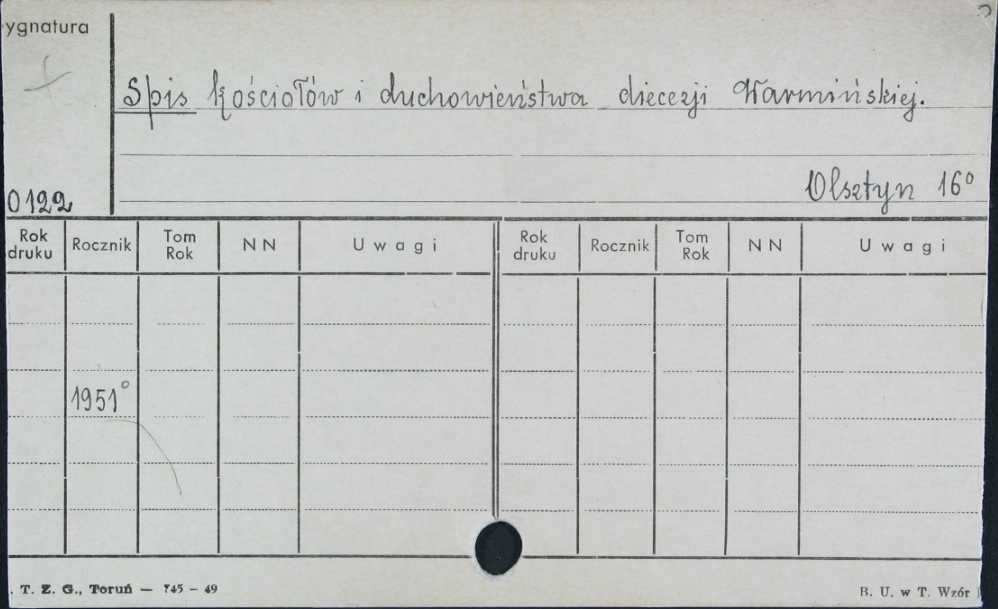 ygnatura
Spis kościołów i duchowieństwa diecezji Warmińskiej.
Olsztyn 16°
0122
Rok druku Rocznik Tom Rok NN Uwagi Rok druku Rocznik Tom Rok NN Uwagi
1951°
. T. Z. G., Toruń — 745 - 49
B. U. w T. Wzór